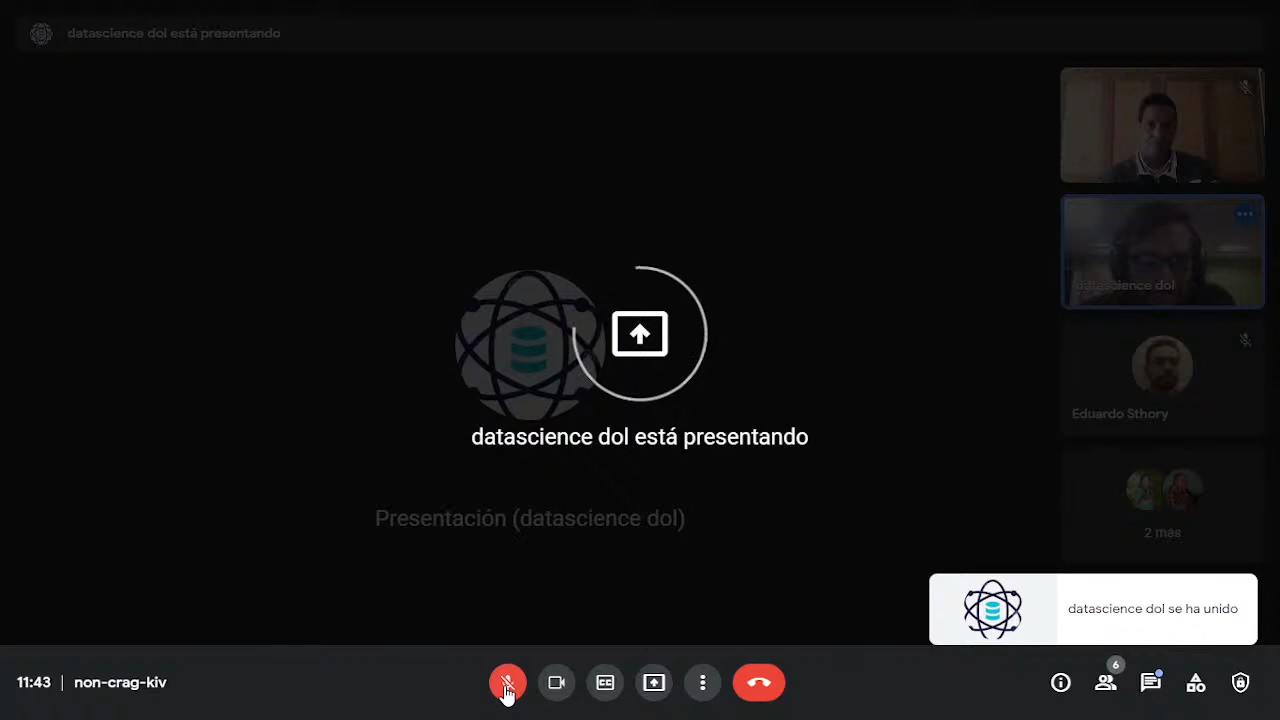 datascience dol está presentando
datascience dol
Eduardo Sthory
2 más
datascience dol está presentando
Presentación (datascience dol)
datascience dol se ha unido
11:43 | non-crag-kiv
CC
6